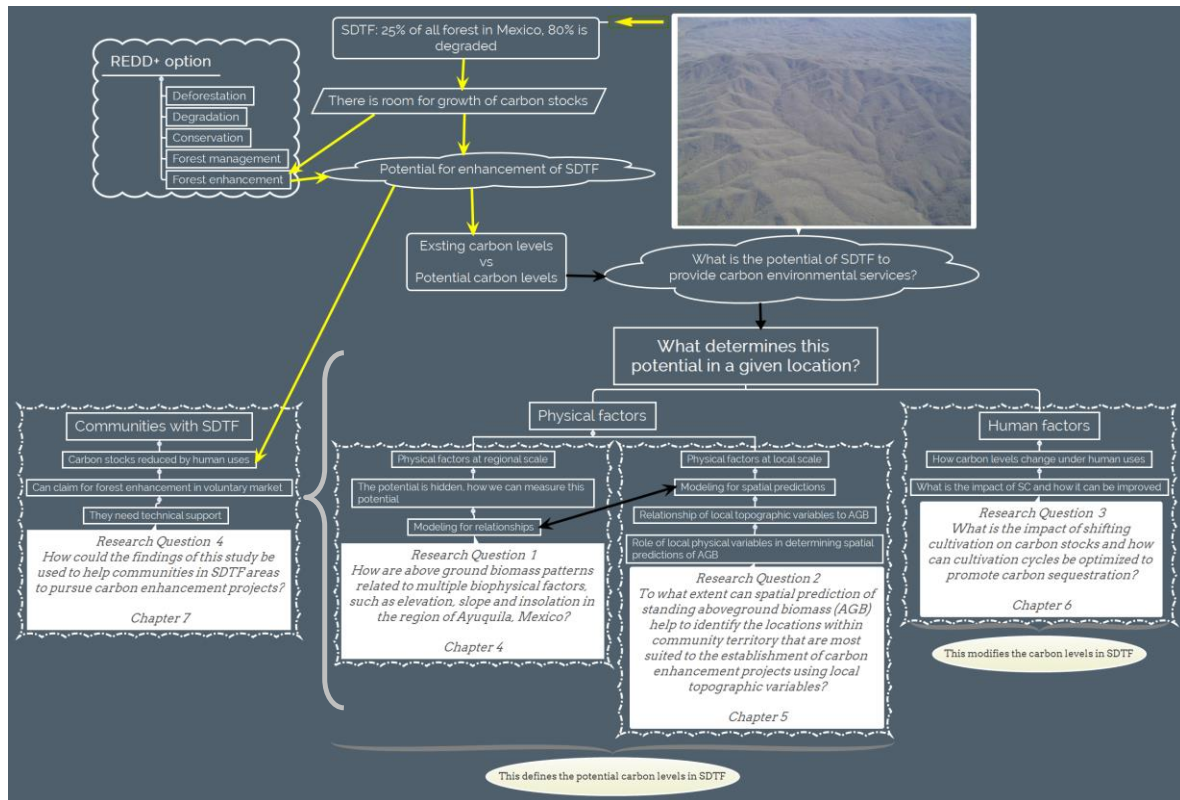 SDTF: 25% of all forest in Mexico, 80% is
degraded
REDD+ option
Deforestation
Degradation
Conservation
Forest management
Forest enhancement
There is room for growth of carbon stocks
Potential for enhancement of SDTF
Exsting carbon levels
vs
Potential carbon levels
What is the potential of SDTF to
provide carbon environmental services?
What determines this
potential in a given location?
Communities with SDTF
Carbon stocks reduced by human uses
Can claim for forest enhancement in voluntary market
They need technical support
Research Question 4
How could the findings of this study be
used to help communities in SDTF areas
to pursue carbon enhancement projects?
Chapter 7
Physical factors
Physical factors at regional scale
The potential is hidden, how we can measure this
potential
Modeling for relationships
Research Question 1
How are above ground biomass patterns
related to multiple biophysical factors,
such as elevation, slope and insolation in
the region of Ayuquila, Mexico?
Chapter 4
Physical factors at local scale
Modeling for spatial predictions
Relationship of local topographic variables to AGB
Role of local physical variables in determining spatial
predictions of AGB
Research Question 2
To what extent can spatial prediction of
standing aboveground biomass (AGB)
help to identify the locations within
community territory that are most
suited to the establishment of carbon
enhancement projects using local
topographic variables?
Chapter 5
Human factors
How carbon levels change under human uses
What is the impact of SC and how it can be improved
Research Question 3
What is the impact of shifting
cultivation on carbon stocks and how
can cultivation cycles be optimized to
promote carbon sequestration?
Chapter 6
This modifies the carbon levels in SDTF
This defines the potential carbon levels in SDTF